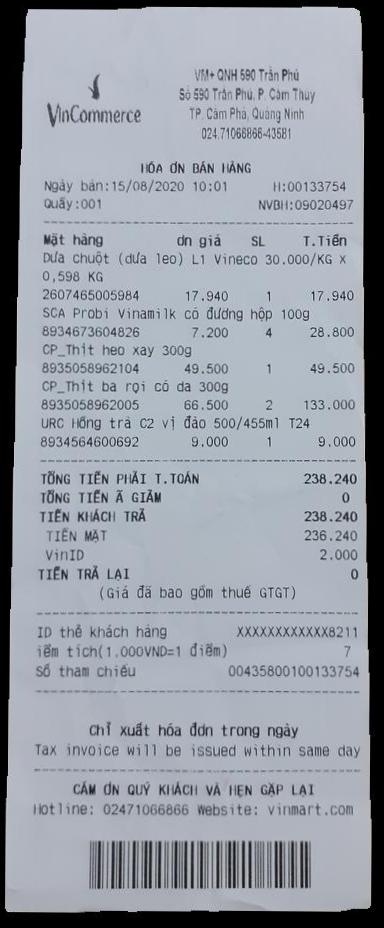 VinCommerce
VM+ QNH 590 Trần Phú
Số 590 Trần Phú, P. Cẩm Thủy
TP. Cẩm Phả, Quảng Ninh
024.71066866-43581
HÓA ĐƠN BÁN HÀNG
Ngày bán:15/08/2020 10:01 H:00133754
Quầy:001 NVBH:09020497
Mặt hàng Đn giá SL T.Tiền
Dưa chuột (dưa leo) L1 Vineco 30.000/KG X
0,598 KG
2607465005984 17.940 1 17.940
SCA Probi Vinamilk có đường hộp 100g
8934673604826 7.200 4 28.800
CP_Thịt heo xay 300g
8935058962104 49.500 1 49.500
CP_Thịt ba rọi có da 300g
8935058962005 66.500 2 133.000
URC Hồng trà C2 vị đào 500/455ml T24
8934564600692 9.000 1 9.000
TỔNG TIỀN PHẢI T.TOÁN 238.240
TỔNG TIỀN Ã GIẢM 0
TIỀN KHÁCH TRẢ 238.240
TIỀN MẶT 236.240
VinID 2.000
TIỀN TRẢ LẠI 0
(Giá đã bao gồm thuế GTGT)
ID thẻ khách hàng XXXXXXXXXXXX8211
iểm tích(1.000VND=1 điểm) 7
Số tham chiếu 00435800100133754
Chỉ xuất hóa đơn trong ngày
Tax invoice will be issued within same day
CẢM ƠN QUÝ KHÁCH VÀ HẸN GẶP LẠI
Hotline: 02471066866 Website: vinmart.com